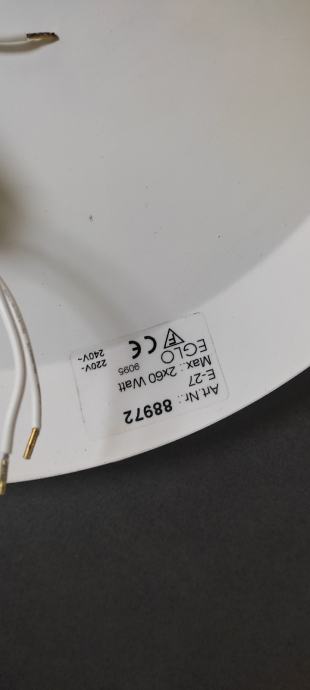 Art.Nr.: 88972
E-27
Max.: 2x60 Watt
EGLO 9095 220V-
F CE 240V~